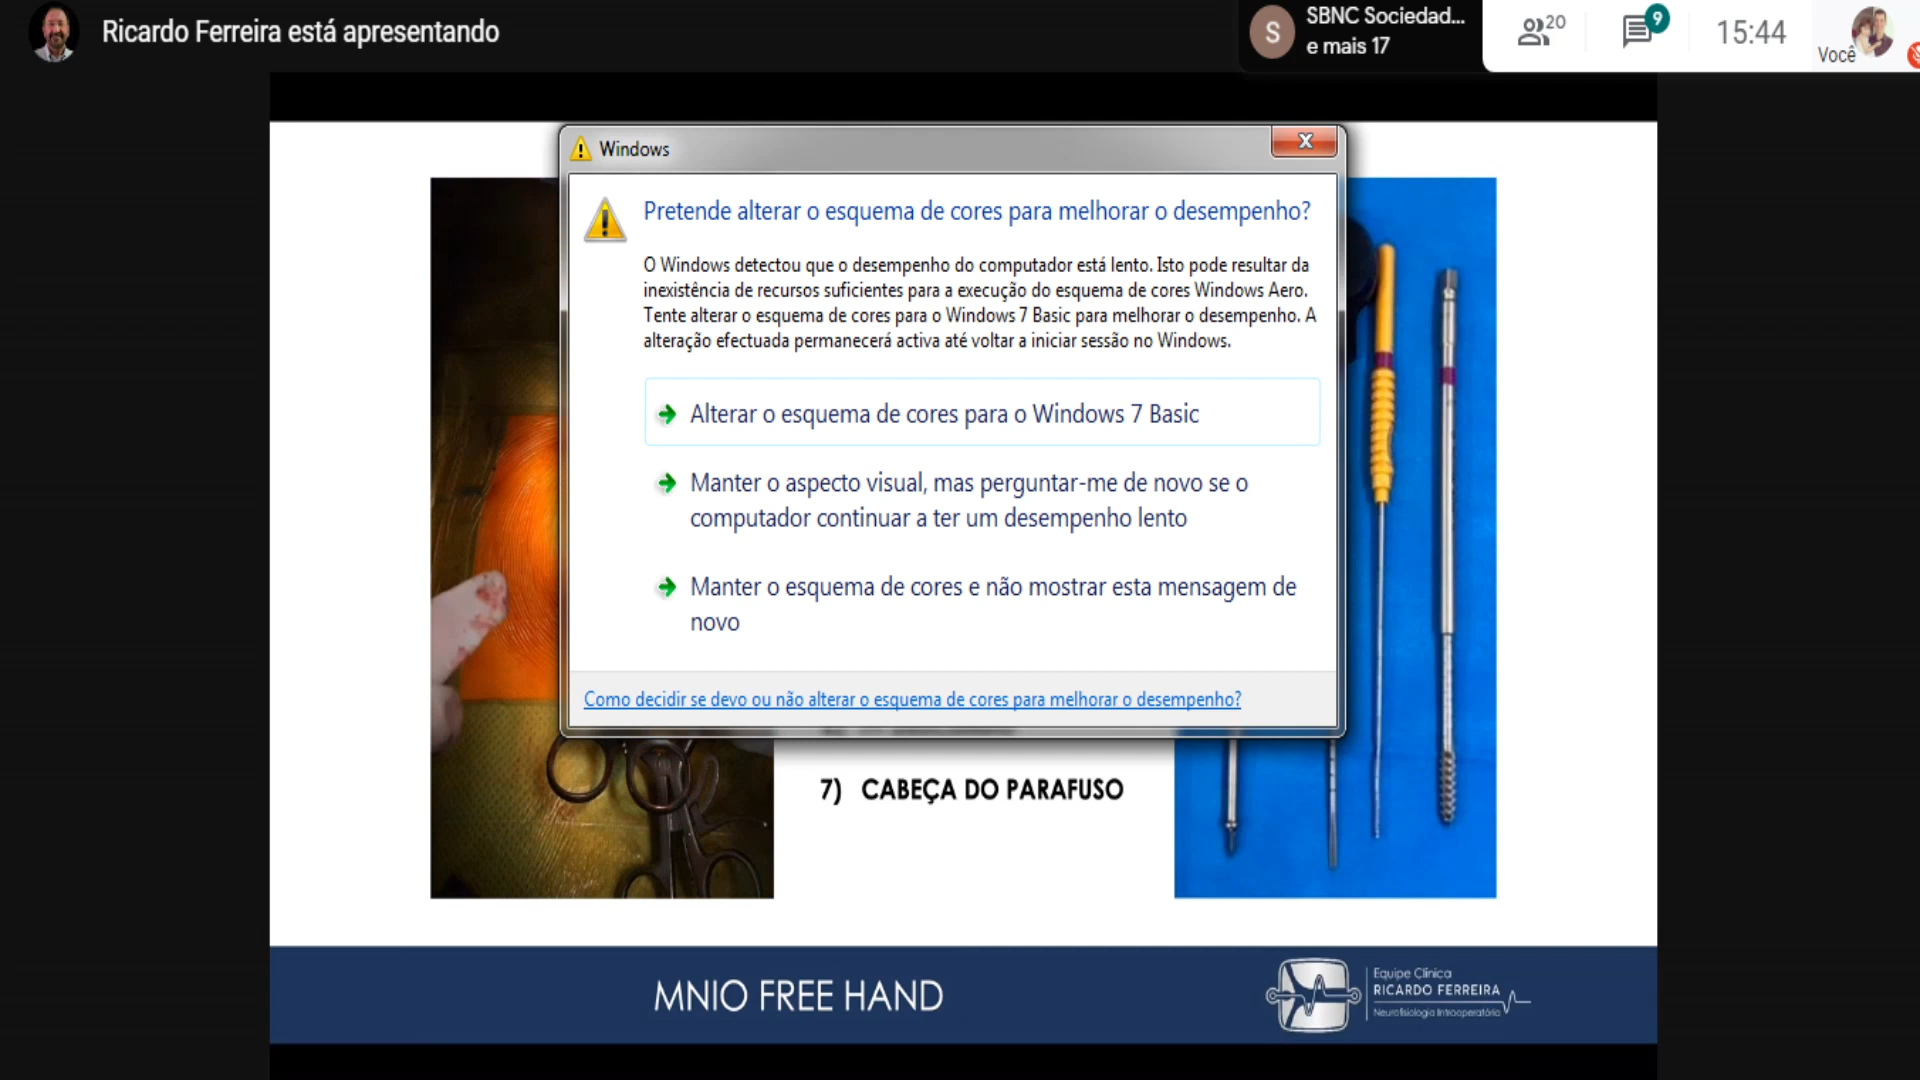 Ricardo Ferreira está apresentando
SBNC Sociedad...
e mais 17
S
20
9
15:44
Você
Windows
Pretende alterar o esquema de cores para melhorar o desempenho?
O Windows detectou que o desempenho do computador está lento. Isto pode resultar da
inexistência de recursos suficientes para a execução do esquema de cores Windows Aero.
Tente alterar o esquema de cores para o Windows 7 Basic para melhorar o desempenho. A
alteração efectuada permanecerá activa até voltar a iniciar sessão no Windows.
Alterar o esquema de cores para o Windows 7 Basic
Manter o aspecto visual, mas perguntar-me de novo se o
computador continuar a ter um desempenho lento
Manter o esquema de cores e não mostrar esta mensagem de
novo
Como decidir se devo ou não alterar o esquema de cores para melhorar o desempenho?
7) CABEÇA DO PARAFUSO
MNIO FREE HAND
Equipe Clínica
RICARDO FERREIRA
Neurofisiologia Intraoperatória